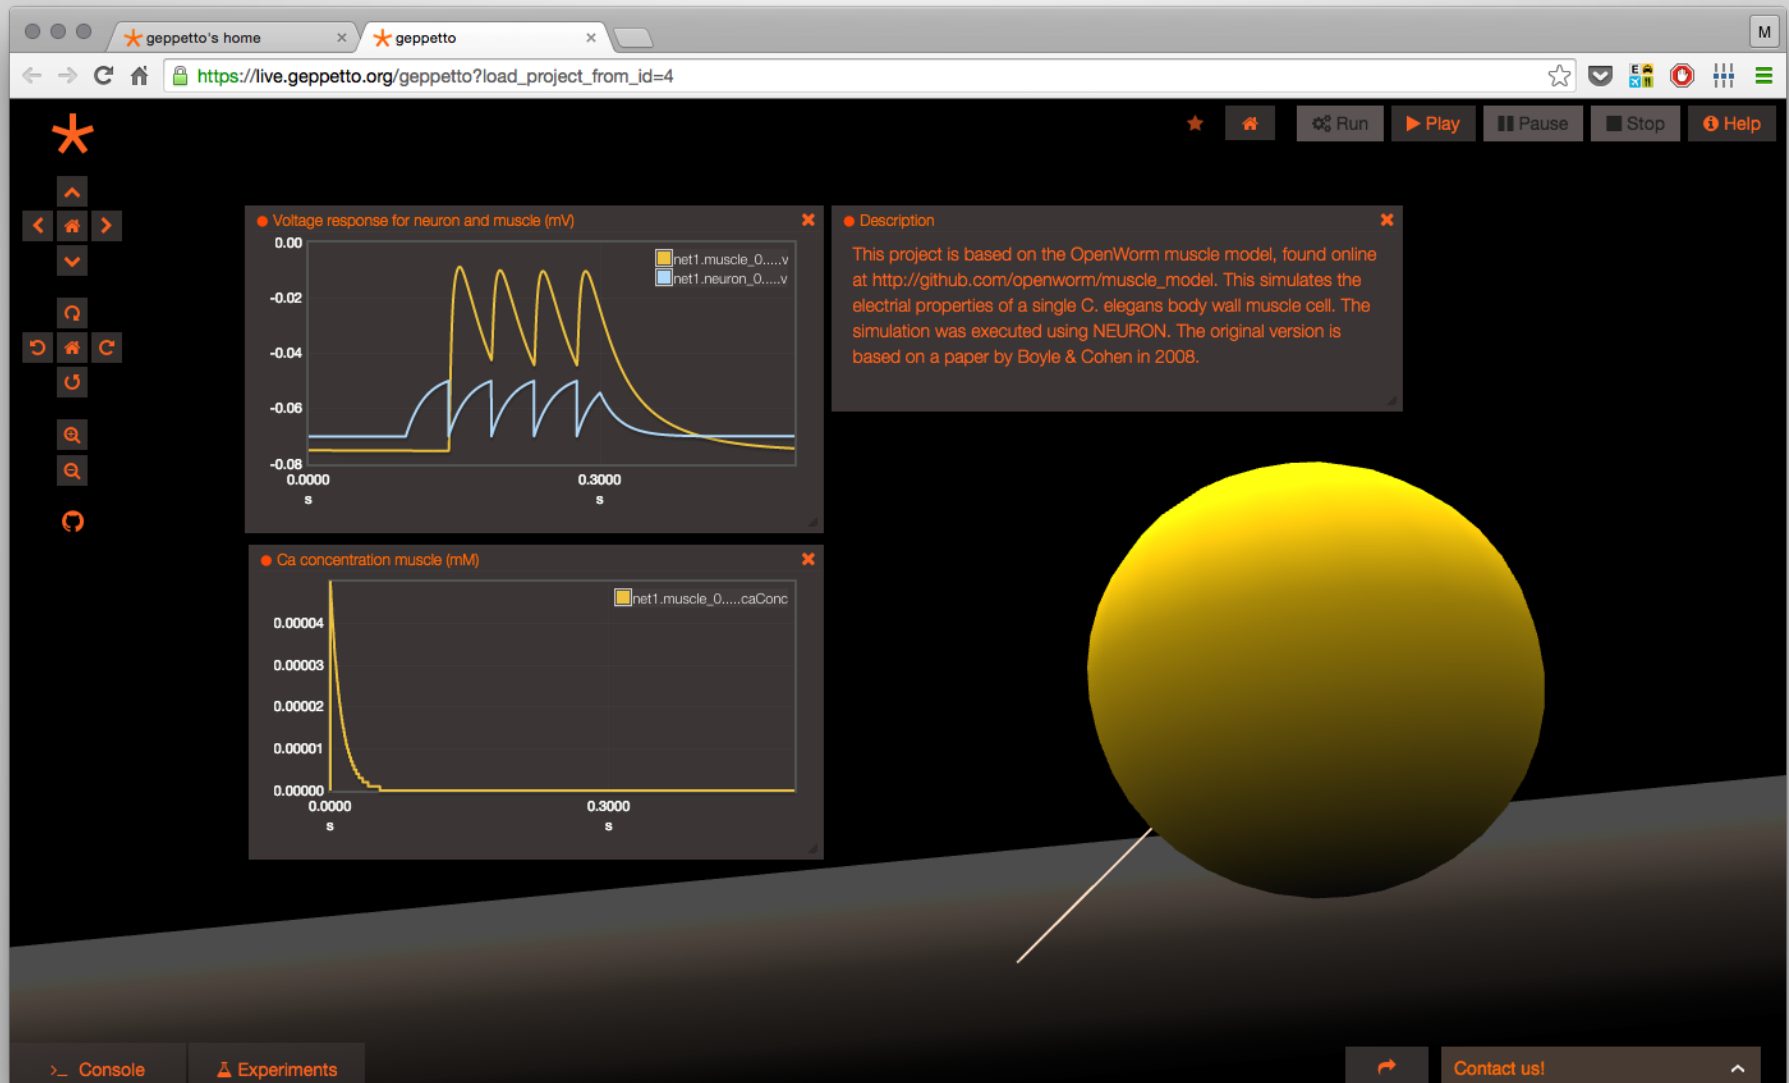 geppetto's home
geppetto
M
https://live.geppetto.org/geppetto?load_project_from_id=4
Run
Play
Pause
Stop
Help
Voltage response for neuron and muscle (mV)
0.00
-0.02
-0.04
-0.06
-0.08
0.0000
s
0.3000
s
net1.muscle_0.....v
net1.neuron_0.....v
Description
This project is based on the OpenWorm muscle model, found online
at http://github.com/openworm/muscle_model. This simulates the
electrial properties of a single C. elegans body wall muscle cell. The
simulation was executed using NEURON. The original version is
based on a paper by Boyle & Cohen in 2008.
Ca concentration muscle (mM)
net1.muscle_0.....caConc
0.00004
0.00003
0.00002
0.00001
0.00000
0.0000
s
0.3000
s
>_ Console
Experiments
Contact us!